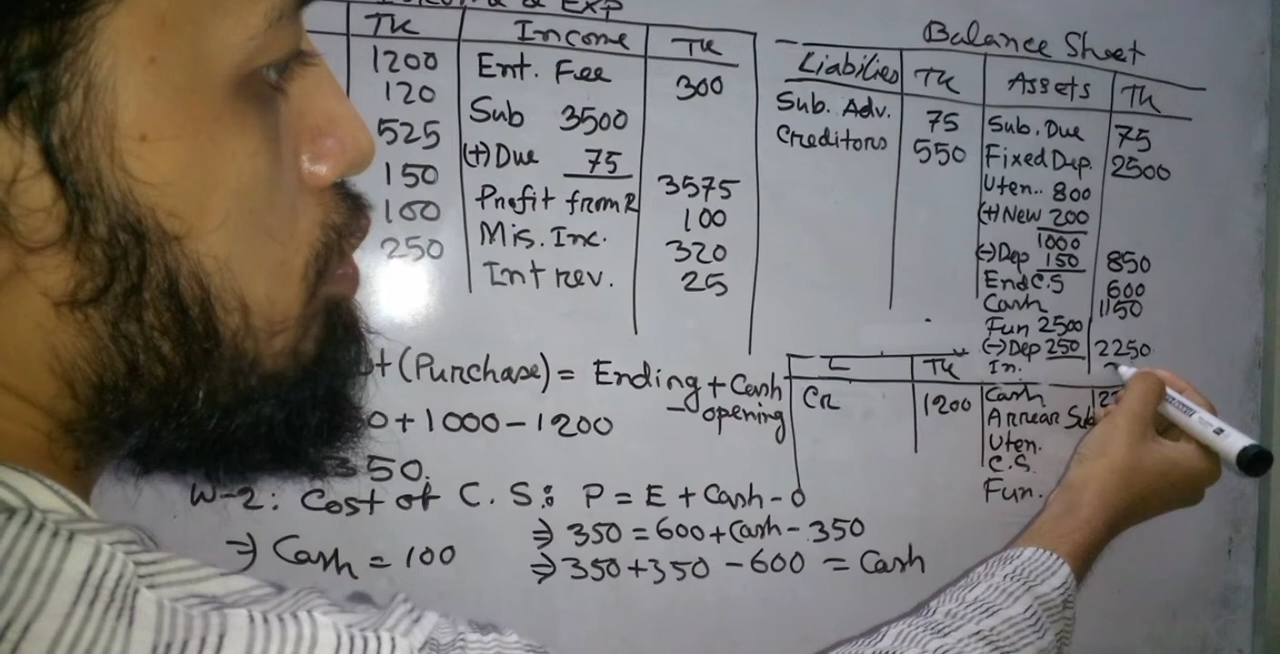 & EXP
TK Income TK
1200 Ent. Fee 300
120 Sub 3500
525 (+) Due 75 3575
150 Profit from R 100
100 Mis. Inc. 320
250 Int rev. 25
Balance Sheet
Liabilies TK Assets TK
Sub. Adv. 75 Sub. Due 75
Creditors 550 Fixed Dep. 2500
Uten.. 800
(+) New 200
1000
(-) Dep 150 850
End C.S 600
Cash 1150
Fun 2500
(-) Dep 250 2250
In.
+ (Purchase) = Ending + Cash
- opening
0 + 1000 - 1200
350.
L TK
CR 1200 Cash
Arrear Sub
Uten.
C.S.
Fun.
W-2: Cost of C. S: P = E + Cash - O
⇒ 350 = 600 + Cash - 350
⇒ 350 + 350 - 600 = Cash
⇒ Cash = 100